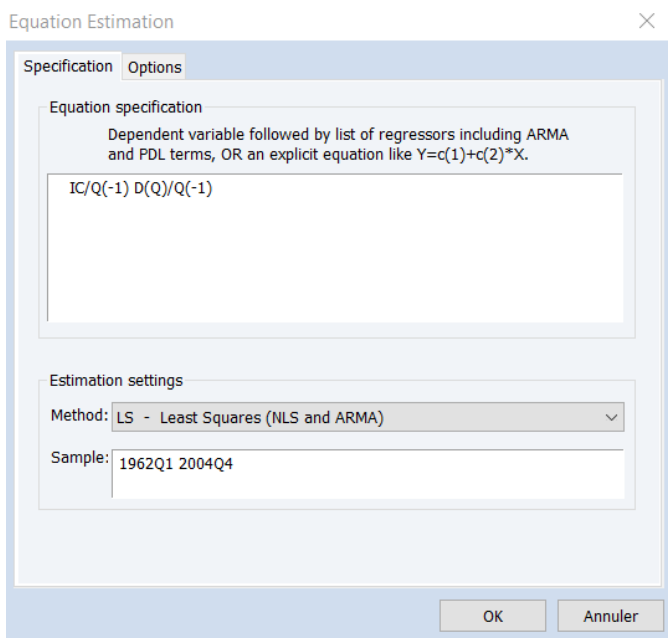 Equation Estimation
Specification Options
Equation specification
Dependent variable followed by list of regressors including ARMA
and PDL terms, OR an explicit equation like Y=c(1)+c(2)*X.
IC/Q(-1) D(Q)/Q(-1)
Estimation settings
Method: LS - Least Squares (NLS and ARMA)
Sample: 1962Q1 2004Q4
OK Annuler